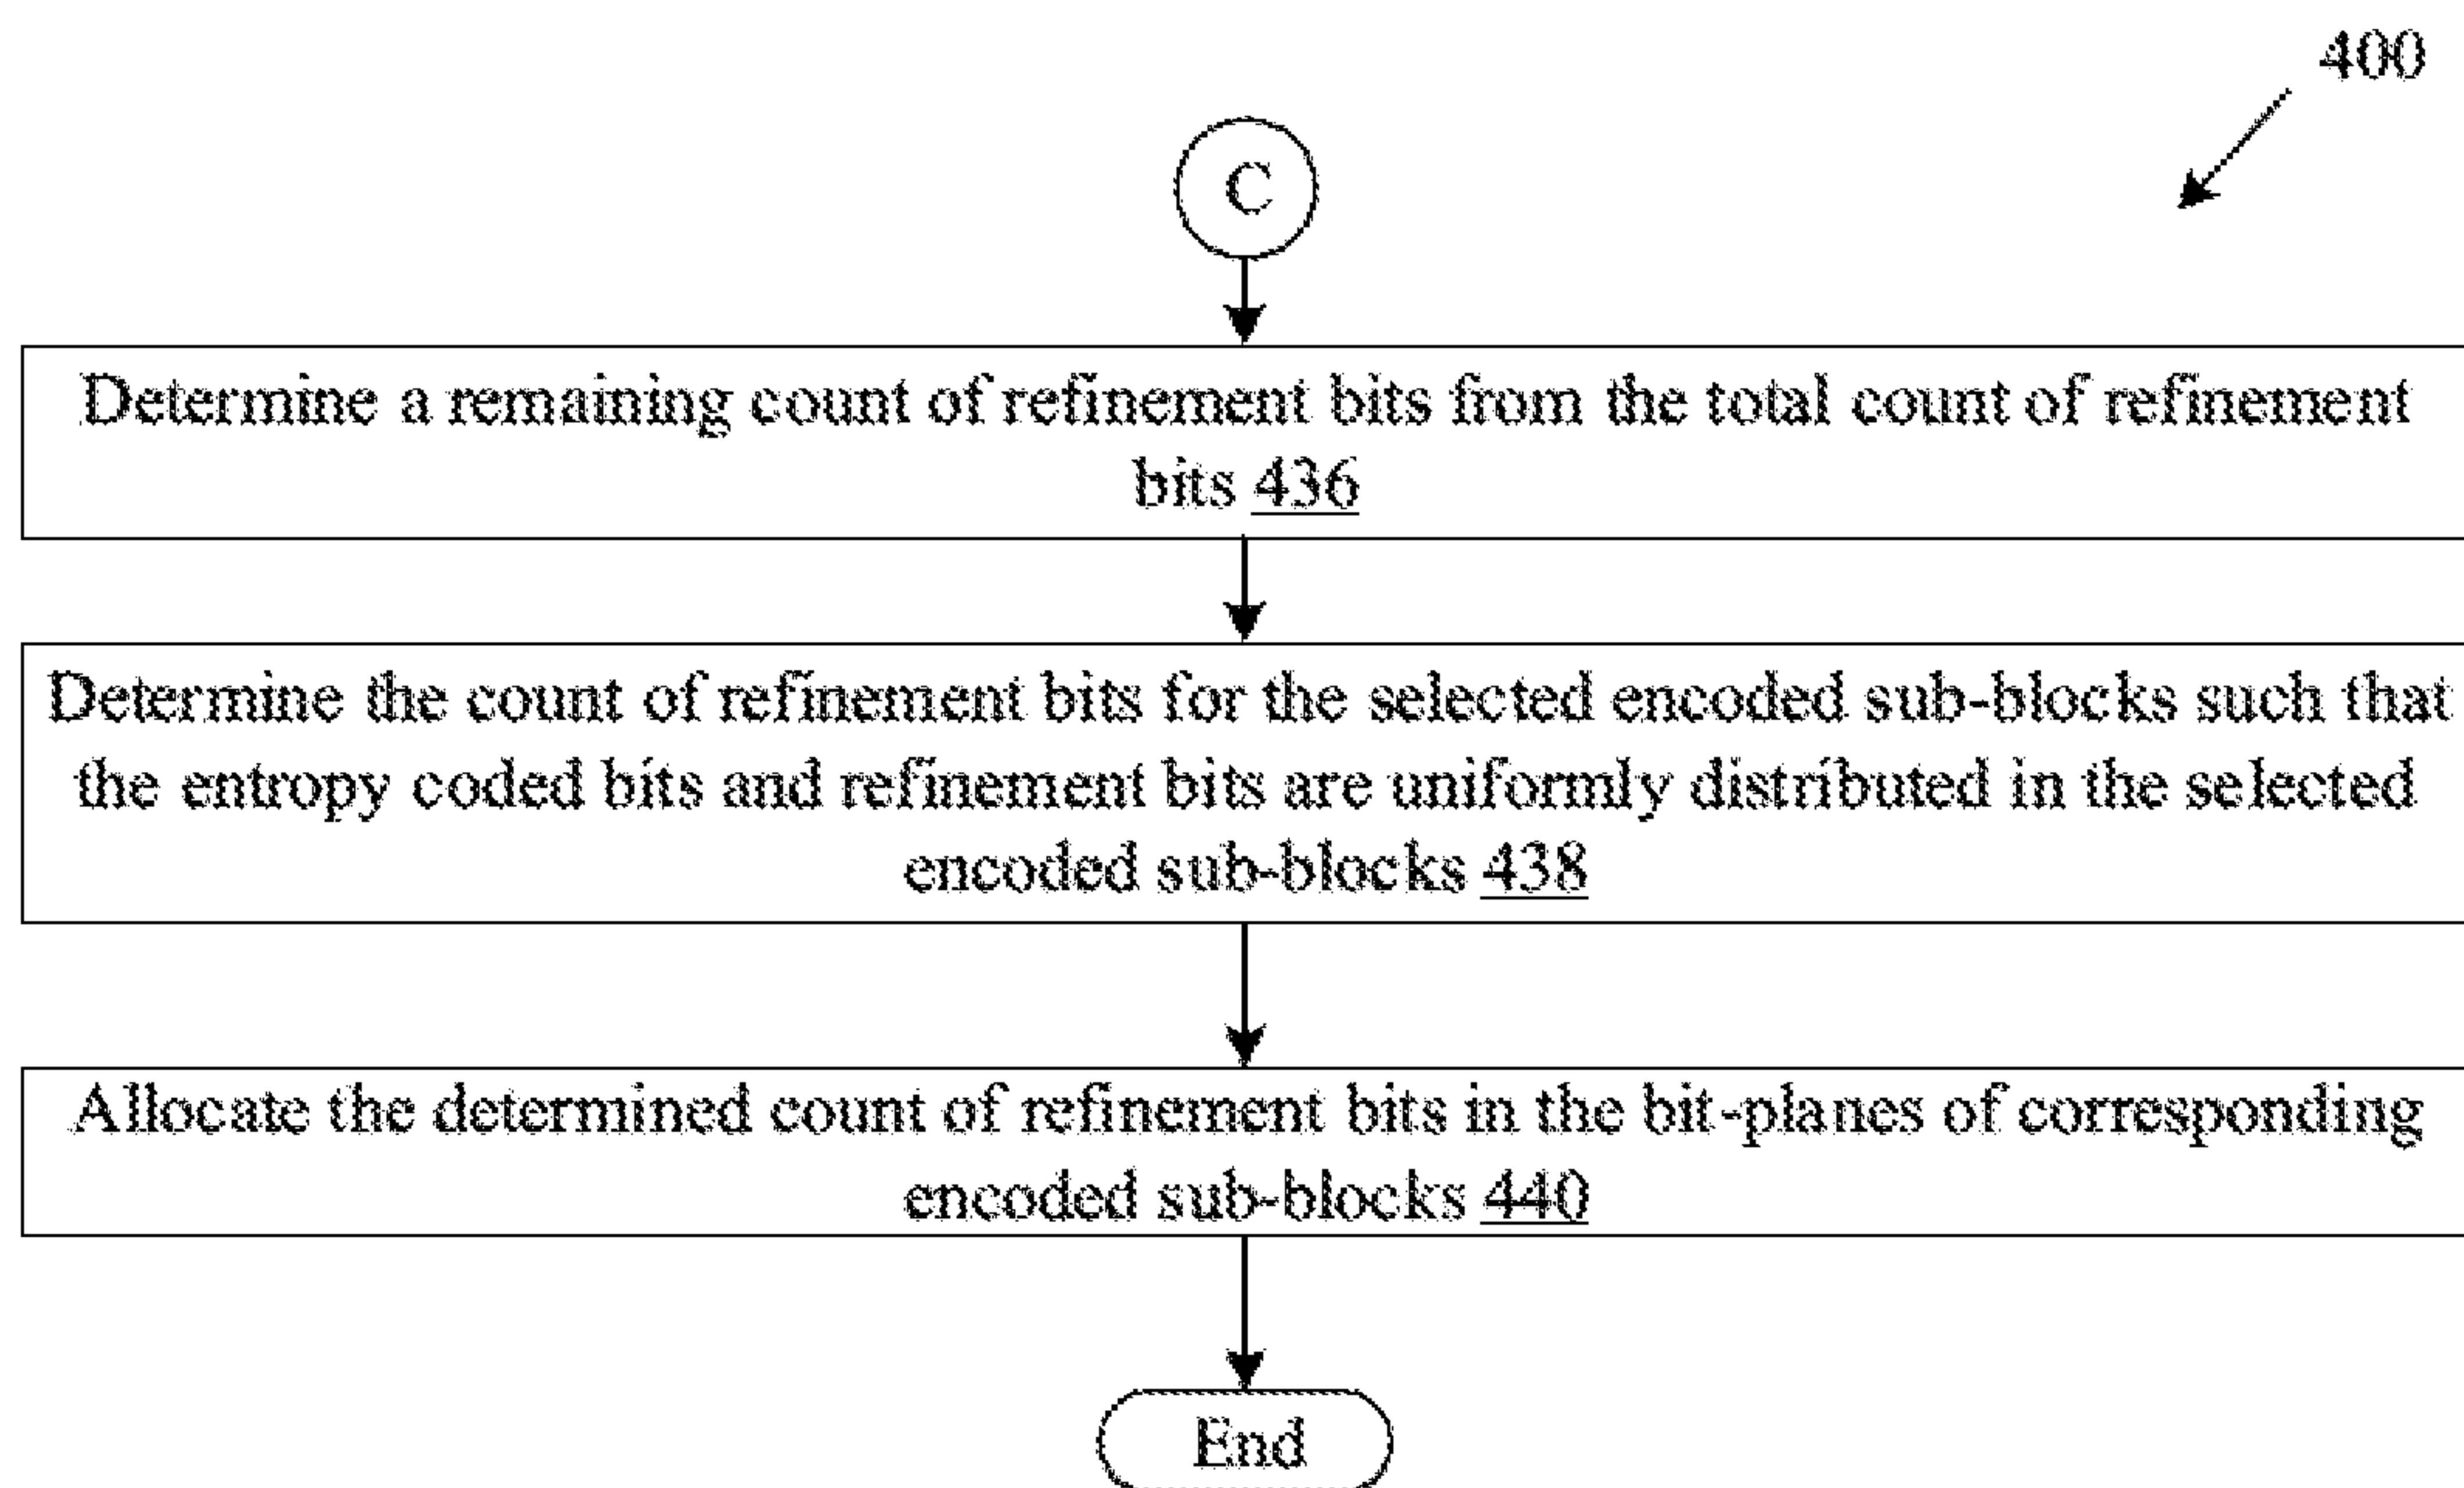 400
C
Determine a remaining count of refinement bits from the total count of refinement
bits 436
Determine the count of refinement bits for the selected encoded sub-blocks such that
the entropy coded bits and refinement bits are uniformly distributed in the selected
encoded sub-blocks 438
Allocate the determined count of refinement bits in the bit-planes of corresponding
encoded sub-blocks 440
End